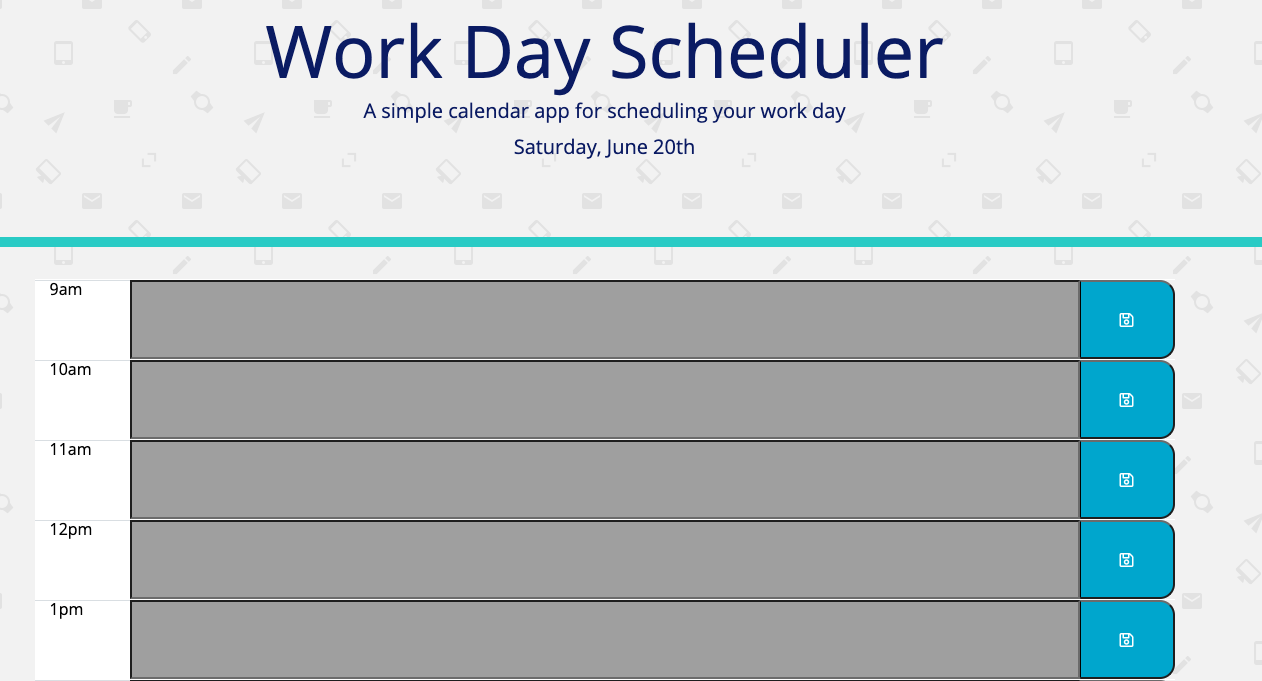 Work Day Scheduler
A simple calendar app for scheduling your work day
Saturday, June 20th
9am
10am
11am
12pm
1pm